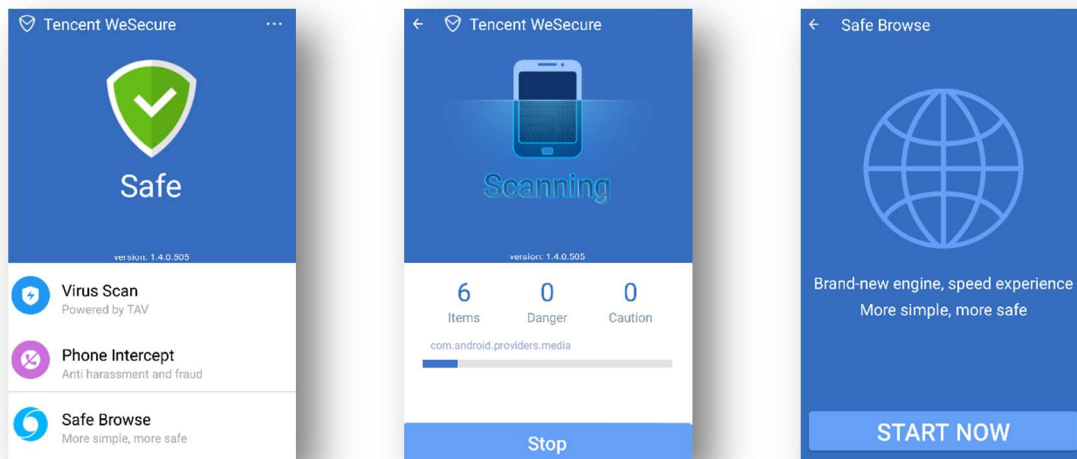 Tencent WeSecure
Safe
version: 1.4.0.505
Virus Scan
Powered by TAV
Phone Intercept
Anti harassment and fraud
Safe Browse
More simple, more safe
Tencent WeSecure
Scanning
version: 1.4.0.505
6 0 0
Items Danger Caution
com.android.providers.media
Stop
Safe Browse
Brand-new engine, speed experience
More simple, more safe
START NOW